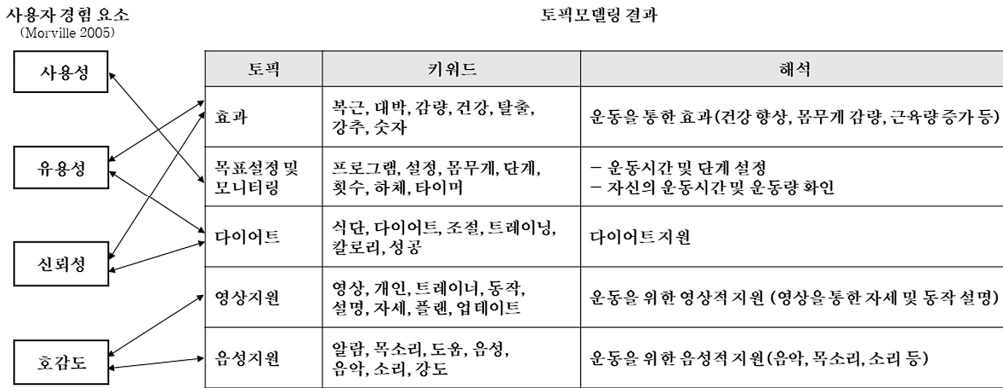 사용자 경험 요소
(Morville 2005)
토픽모델링 결과
사용성
유용성
신뢰성
호감도
토픽
키워드
해석
효과
복근, 대박, 감량, 건강, 탈출,
강추, 숫자
운동을 통한 효과(건강 향상, 몸무게 감량, 근육량 증가 등)
목표설정 및
모니터링
프로그램, 설정, 몸무게, 단계,
횟수, 하체, 타이머
– 운동시간 및 단계 설정
– 자신의 운동시간 및 운동량 확인
다이어트
식단, 다이어트, 조절, 트레이닝,
칼로리, 성공
다이어트 지원
영상지원
영상, 개인, 트레이너, 동작,
설명, 자세, 플랜, 업데이트
운동을 위한 영상적 지원 (영상을 통한 자세 및 동작 설명)
음성지원
알람, 목소리, 도움, 음성,
음악, 소리, 강도
운동을 위한 음성적 지원(음악, 목소리, 소리 등)